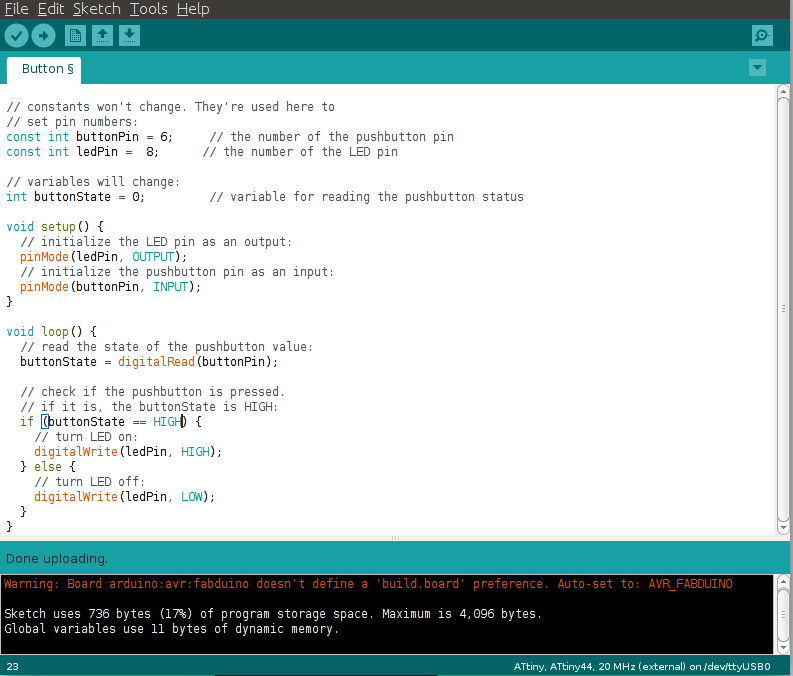 File Edit Sketch Tools Help
Button §
// constants won't change. They're used here to
// set pin numbers:
const int buttonPin = 6;     // the number of the pushbutton pin
const int ledPin =  8;      // the number of the LED pin
// variables will change:
int buttonState = 0;         // variable for reading the pushbutton status
void setup() {
  // initialize the LED pin as an output:
  pinMode(ledPin, OUTPUT);
  // initialize the pushbutton pin as an input:
  pinMode(buttonPin, INPUT);
}
void loop() {
  // read the state of the pushbutton value:
  buttonState = digitalRead(buttonPin);
  // check if the pushbutton is pressed.
  // if it is, the buttonState is HIGH:
  if (buttonState == HIGH) {
    // turn LED on:
    digitalWrite(ledPin, HIGH);
  } else {
    // turn LED off:
    digitalWrite(ledPin, LOW);
  }
}
Done uploading.
Warning: Board arduino:avr:fabduino doesn't define a 'build.board' preference. Auto-set to: AVR_FABDUINO
Sketch uses 736 bytes (17%) of program storage space. Maximum is 4,096 bytes.
Global variables use 11 bytes of dynamic memory.
23 ATtiny, ATtiny44, 20 MHz (external) on /dev/ttyUSB0